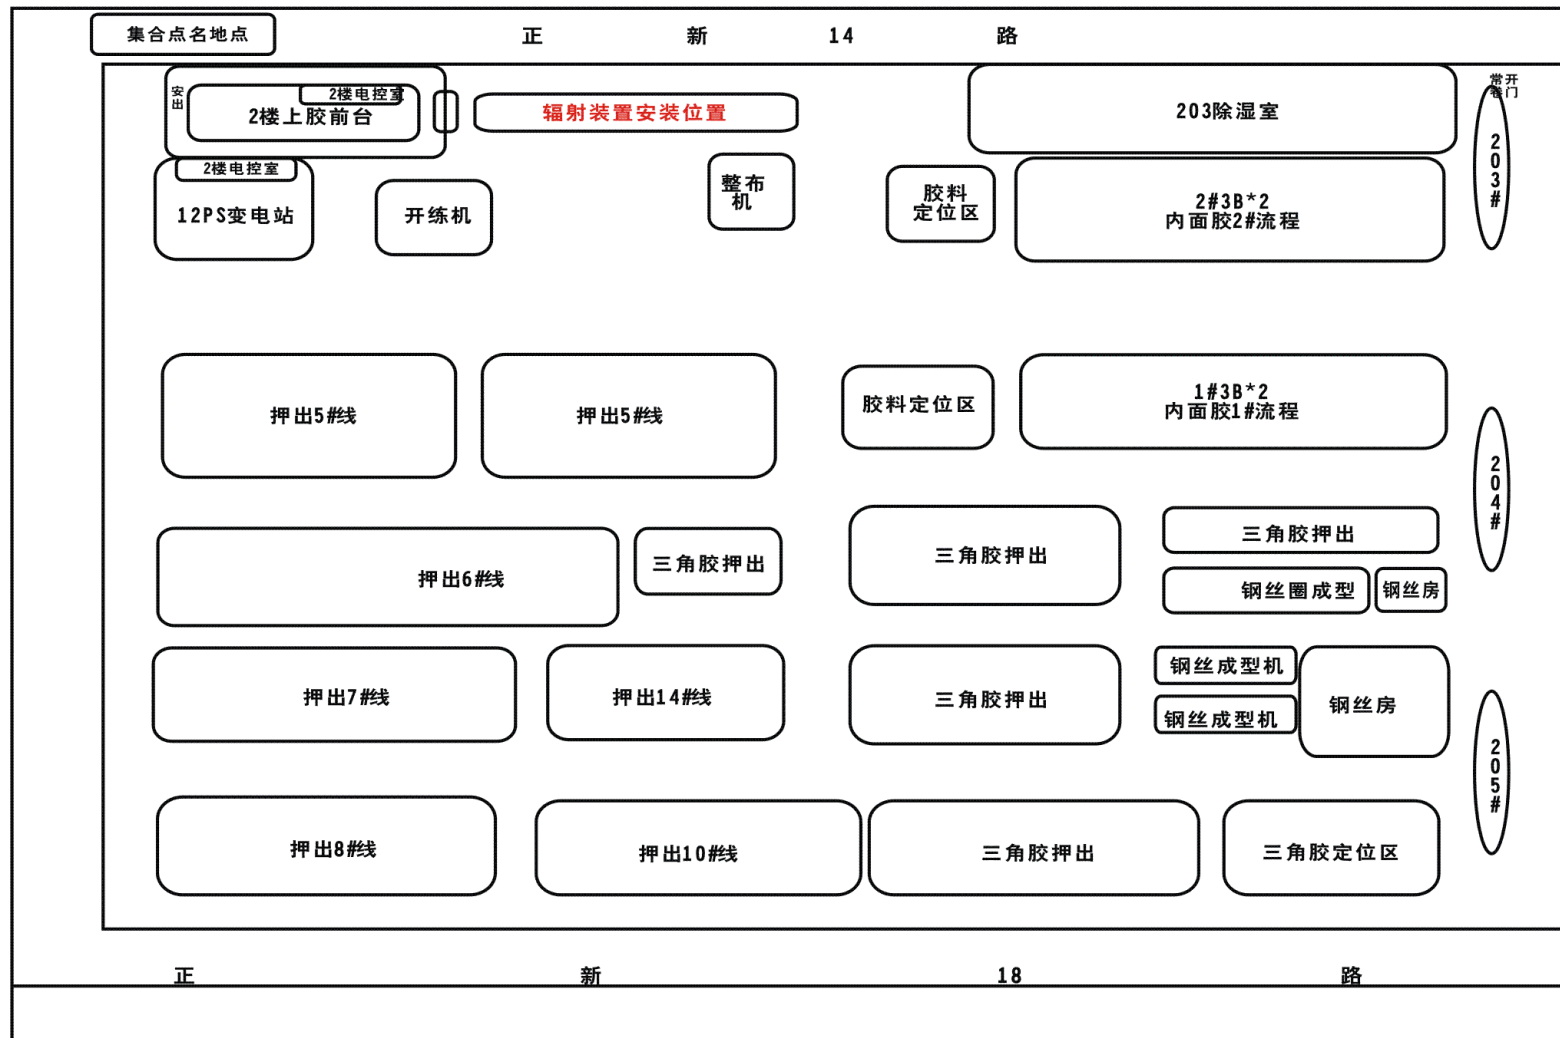 集合点名地点
正 新 14 路
安出
2楼电控室
2楼上胶前台
辐射装置安装位置
203除湿室
常开
卷门
203#
2楼电控室
12PS变电站
开练机
整布
机
胶料
定位区
2#3B*2
内面胶2#流程
押出5#线
押出5#线
胶料定位区
1#3B*2
内面胶1#流程
204#
押出6#线
三角胶押出
三角胶押出
三角胶押出
钢丝圈成型
钢丝房
押出7#线
押出14#线
三角胶押出
钢丝成型机
钢丝成型机
钢丝房
205#
押出8#线
押出10#线
三角胶押出
三角胶定位区
正 新 18 路